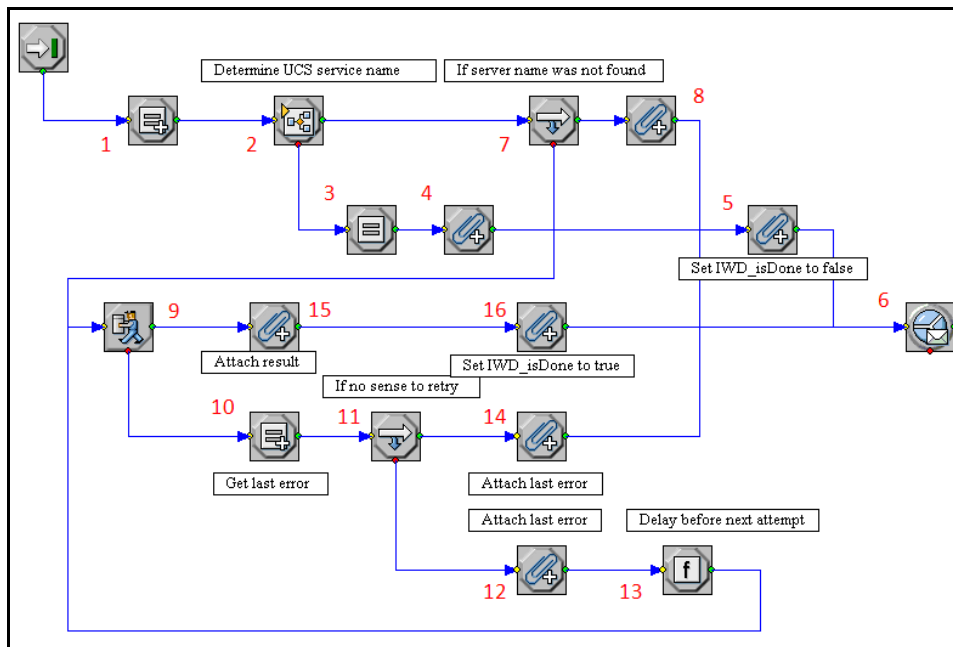 Determine UCS service name
If server name was not found
8
1
2
7
3
4
5
Set IWD_isDone to false
6
9
15
16
Attach result
Set IWD_isDone to true
If no sense to retry
10
11
14
Get last error
Attach last error
Attach last error
Delay before next attempt
f
12
13